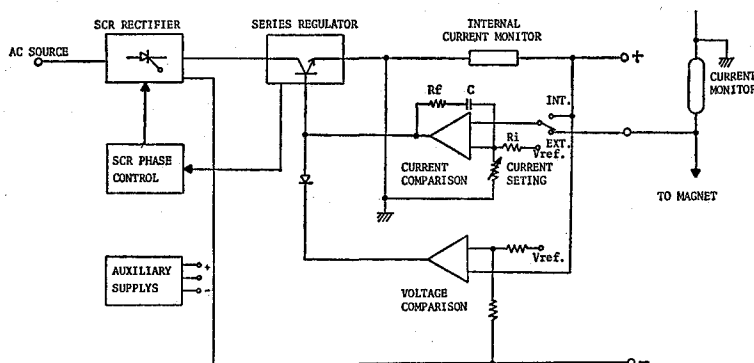 SCR RECTIFIER
SERIES REGULATOR
INTERNAL
CURRENT MONITOR
AC SOURCE
+
CURRENT
MONITOR
Rf
C
INT.
EXT.
Ri
Vref.
SCR PHASE
CONTROL
CURRENT
COMPARISON
CURRENT
SETING
TO MAGNET
AUXILIARY
SUPPLYS
+
-
Vref.
VOLTAGE
COMPARISON
-